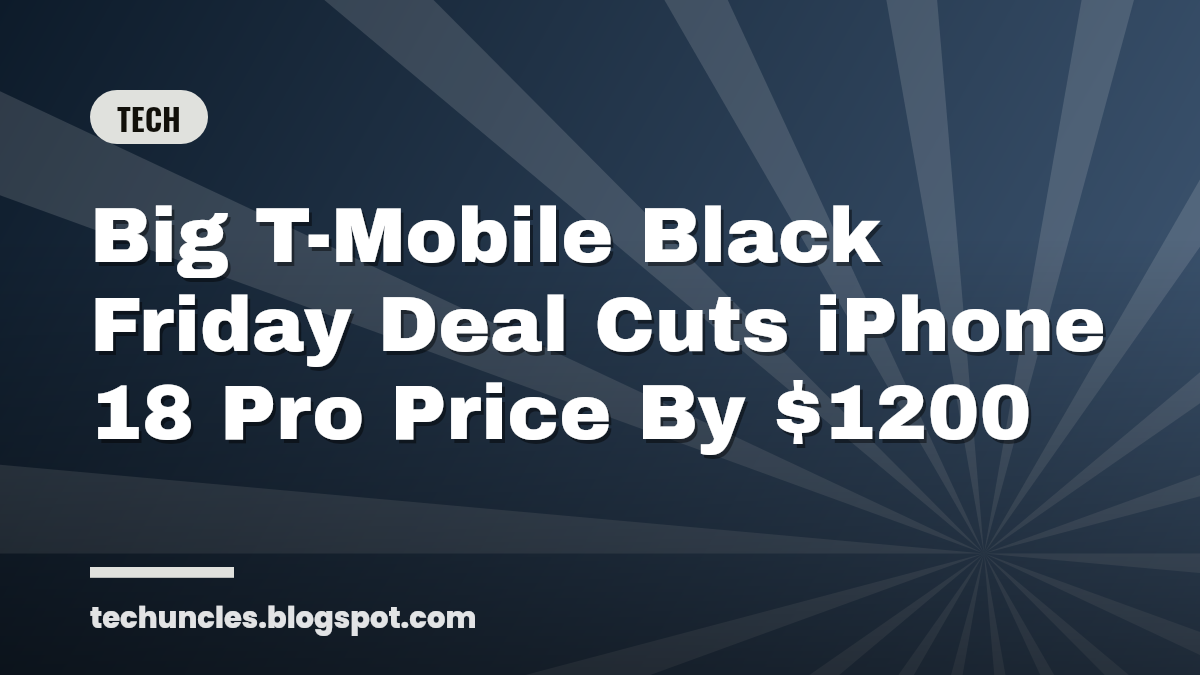 TECH
Big T-Mobile Black
Friday Deal Cuts iPhone
18 Pro Price By $1200
techuncles.blogspot.com